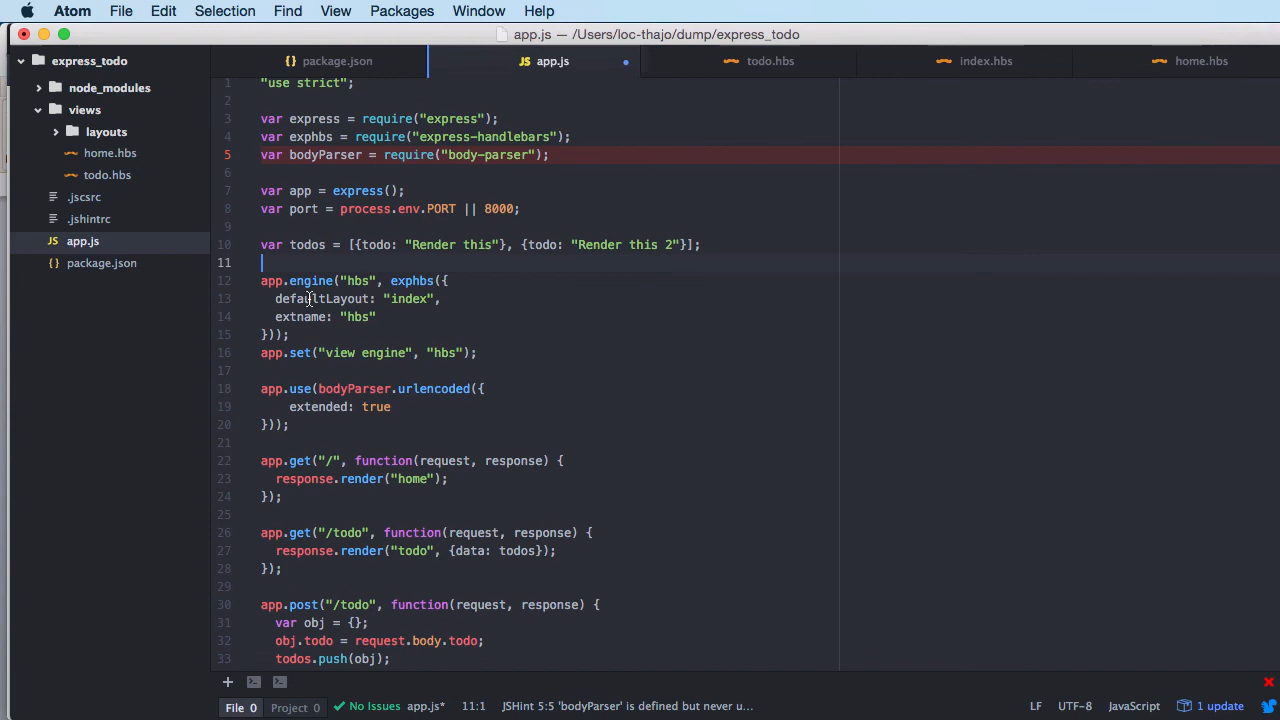 Atom File Edit Selection Find View Packages Window Help
app.js — /Users/loc-thajo/dump/express_todo
express_todo
node_modules
views
layouts
home.hbs
todo.hbs
.jscsrc
.jshintrc
JS app.js
package.json
{} package.json
JS app.js
todo.hbs
index.hbs
home.hbs
1 "use strict";
2
3 var express = require("express");
4 var exphbs = require("express-handlebars");
5 var bodyParser = require("body-parser");
6
7 var app = express();
8 var port = process.env.PORT || 8000;
9
10 var todos = [{todo: "Render this"}, {todo: "Render this 2"}];
11
12 app.engine("hbs", exphbs({
13 defaultLayout: "index",
14 extname: "hbs"
15 }));
16 app.set("view engine", "hbs");
17
18 app.use(bodyParser.urlencoded({
19 extended: true
20 }));
21
22 app.get("/", function(request, response) {
23 response.render("home");
24 });
25
26 app.get("/todo", function(request, response) {
27 response.render("todo", {data: todos});
28 });
29
30 app.post("/todo", function(request, response) {
31 var obj = {};
32 obj.todo = request.body.todo;
33 todos.push(obj);
File 0 Project 0 No Issues app.js* 11:1 JSHint 5:5 'bodyParser' is defined but never u... LF UTF-8 JavaScript 1 update